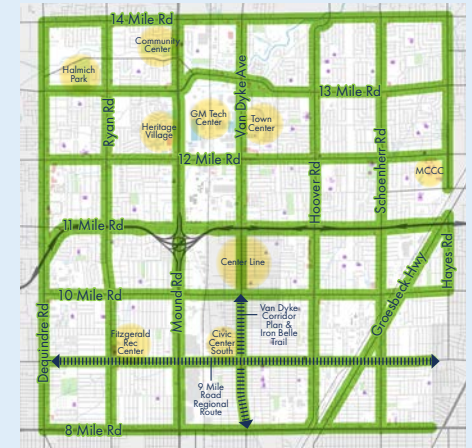 14 Mile Rd
Community
Center
Halmich
Park
Van Dyke Ave
13 Mile Rd
Ryan Rd
GM Tech
Center
Town
Center
Heritage
Village
12 Mile Rd
Schoenherr Rd
Hoover Rd
MCCC
11 Mile Rd
Center Line
Hayes Rd
Mound Rd
Groesbeck Hwy
10 Mile Rd
Dequindre Rd
Van Dyke
Corridor
Plan &
Iron Belle
Trail
Fitzgerald
Rec
Center
Civic
Center
South
9 Mile
Road
Regional
Route
8 Mile Rd